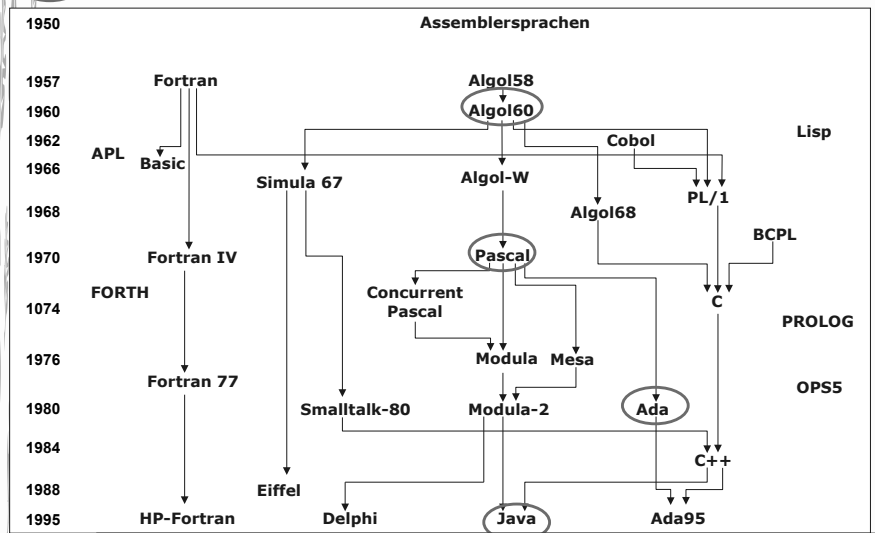 1950 Assemblersprachen
1957 Fortran Algol58
1960 Algol60
Lisp
1962 Cobol
APL Basic
1966 Algol-W
Simula 67
PL/1
1968 Algol68
BCPL
1970 Fortran IV Pascal
FORTH Concurrent
Pascal
C
1074
PROLOG
1976 Modula Mesa
Fortran 77
OPS5
1980 Smalltalk-80 Modula-2 Ada
1984
C++
1988 Eiffel
1995 HP-Fortran Delphi Java Ada95